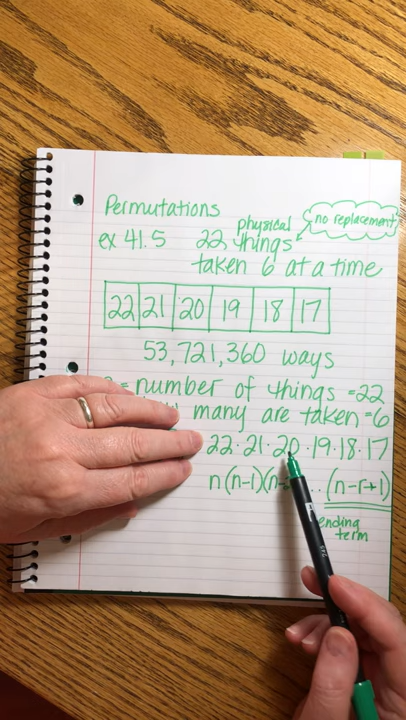 Permutations
physical
no replacement
ex 41.5 22 things
taken 6 at a time
22 21 20 19 18 17
53,721,360 ways
= number of things =22
how many are taken =6
22·21·20·19·18·17
n(n-1)(n- .. (n-r+1)
ending
term